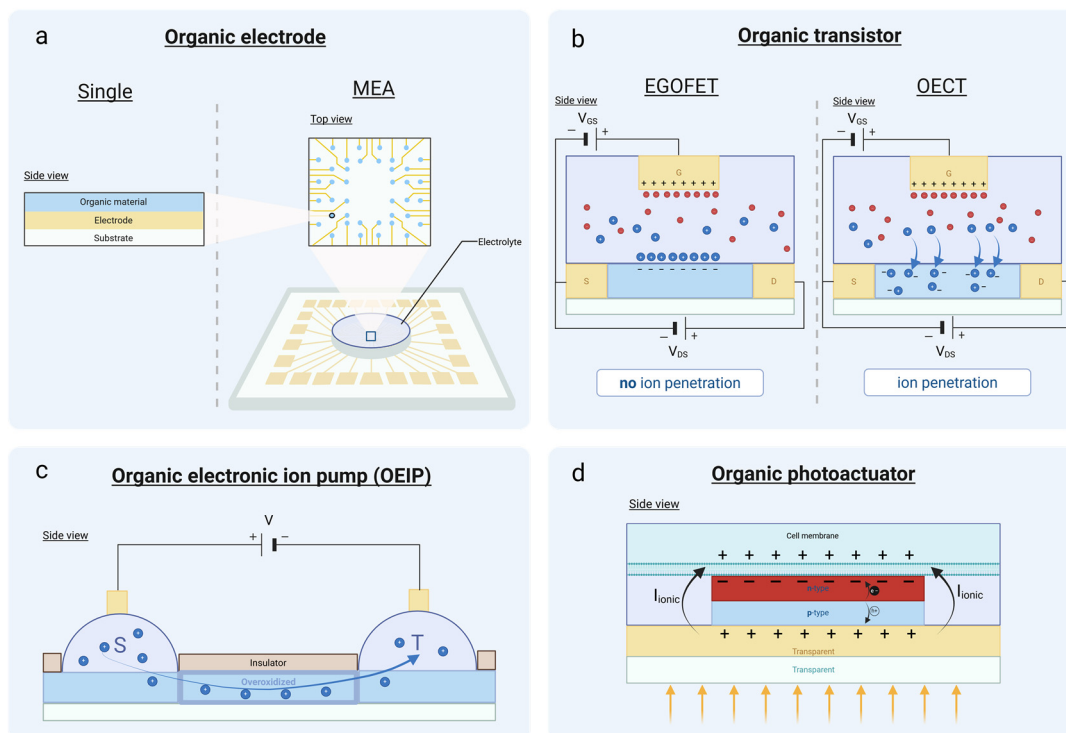 a
Organic electrode
Single
MEA
Top view
Side view
Organic material
Electrode
Substrate
Electrolyte
b
Organic transistor
EGOFET
OECT
Side view
VGS
− +
G
+ + + + + + + +
− − − − − − − −
S
D
− +
VDS
no ion penetration
Side view
VGS
− +
G
+ + + + + + + +
S
D
− +
VDS
ion penetration
c
Organic electronic ion pump (OEIP)
Side view
V
+ −
S
T
Insulator
Overoxidized
d
Organic photoactuator
Side view
Cell membrane
+ + + + + + + +
− − − − − − − −
n-type
e-
Iionic
Iionic
h+
p-type
+ + + + + + + +
Transparent
Transparent